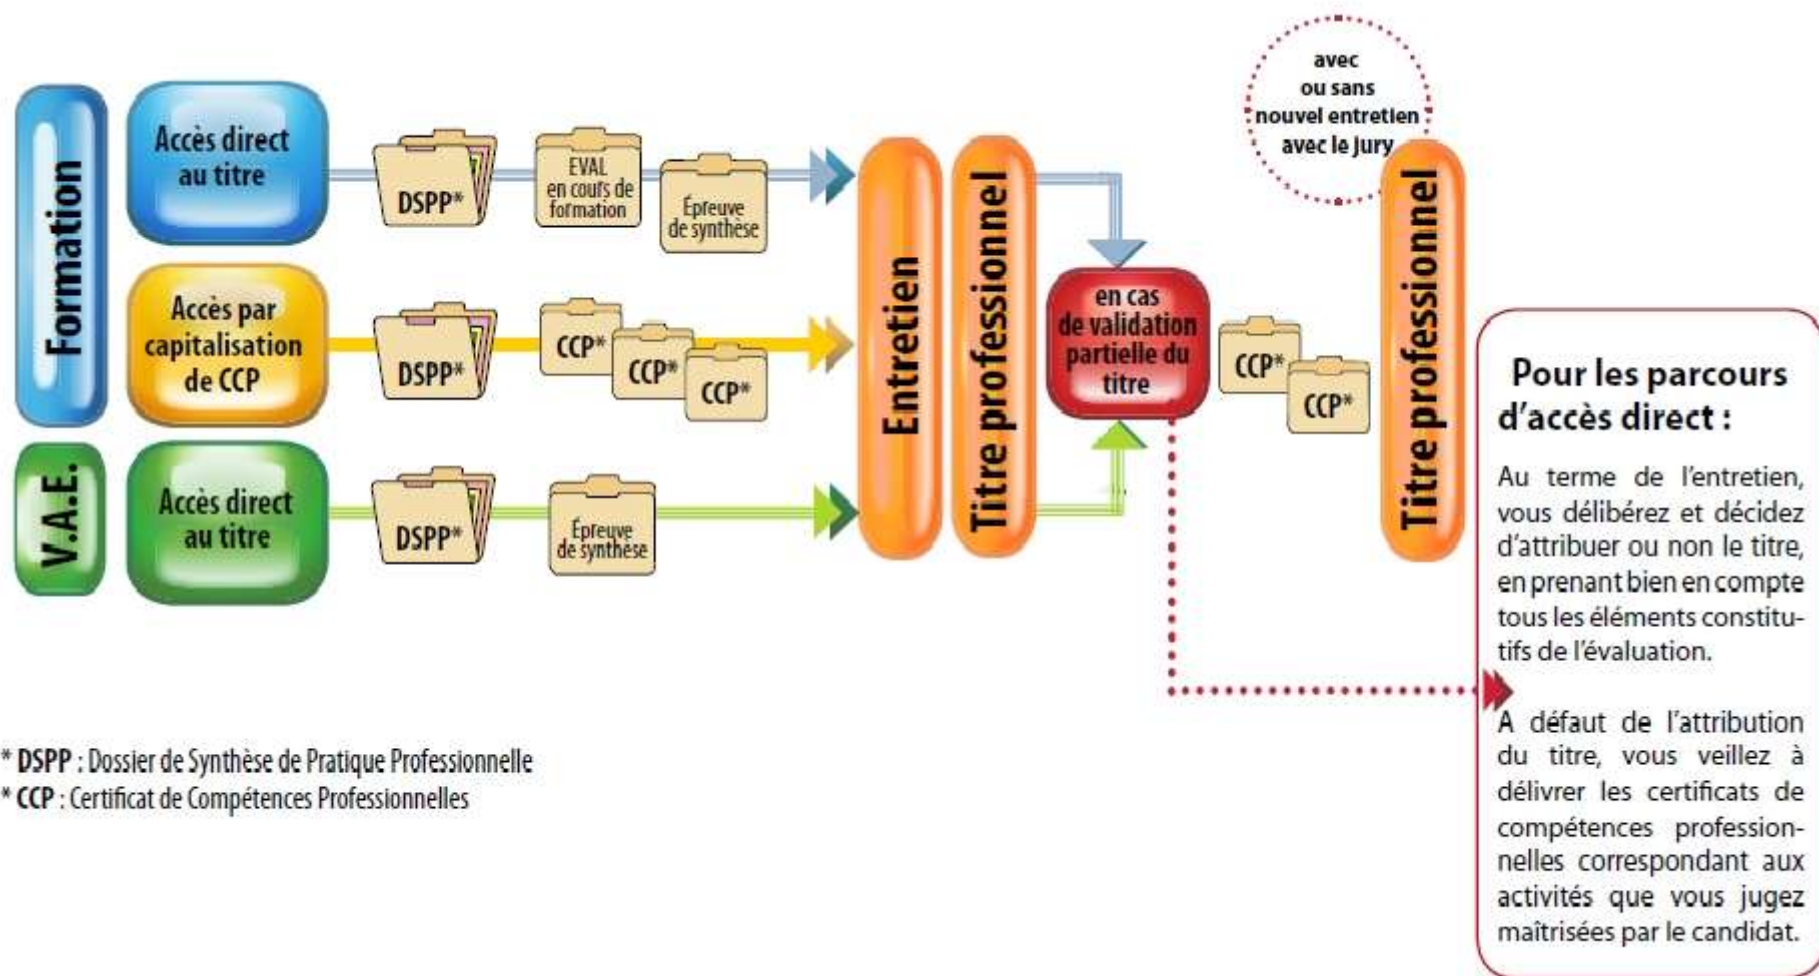 Formation
Accès direct
au titre
DSPP*
EVAL
en cours de
formation
Épreuve
de synthèse
Accès par
capitalisation
de CCP
DSPP*
CCP*
CCP*
CCP*
V.A.E.
Accès direct
au titre
DSPP*
Épreuve
de synthèse
Entretien
Titre professionnel
en cas
de validation
partielle du
titre
CCP*
CCP*
avec
ou sans
nouvel entretien
avec le jury
Titre professionnel
Pour les parcours
d'accès direct :
Au terme de l'entretien,
vous délibérez et décidez
d'attribuer ou non le titre,
en prenant bien en compte
tous les éléments constitu-
tifs de l'évaluation.
A défaut de l'attribution
du titre, vous veillez à
délivrer les certificats de
compétences profession-
nelles correspondant aux
activités que vous jugez
maîtrisées par le candidat.
* DSPP : Dossier de Synthèse de Pratique Professionnelle
* CCP : Certificat de Compétences Professionnelles